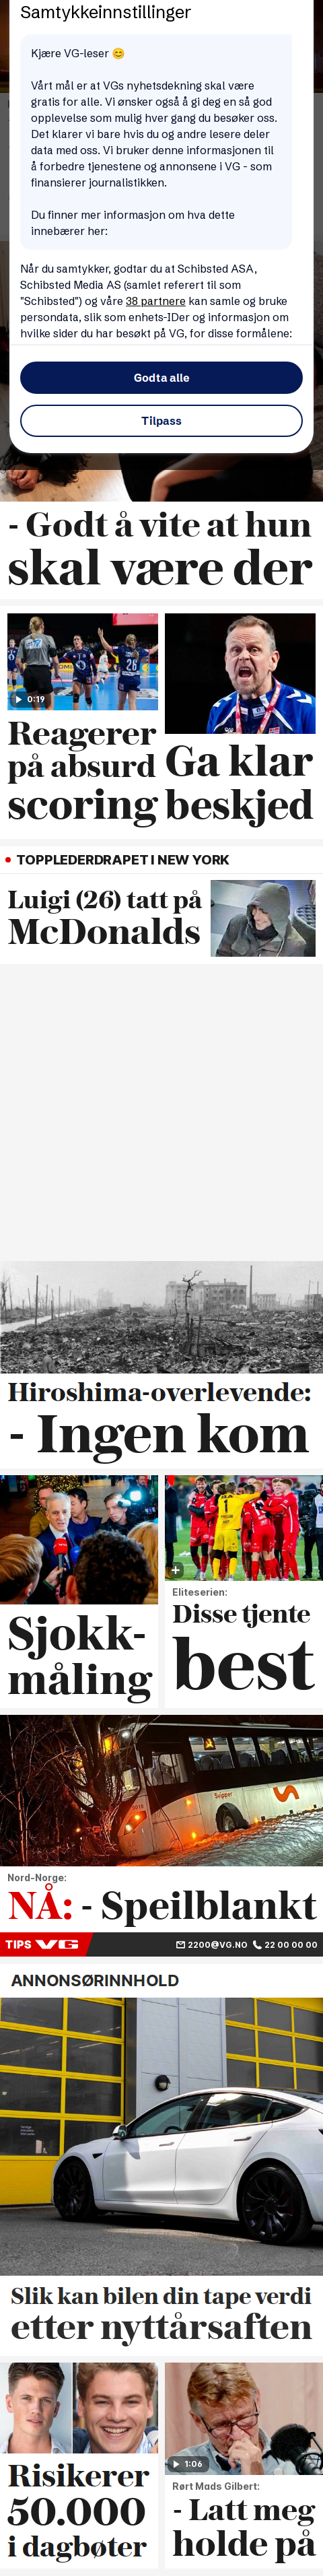 Samtykkeinnstillinger
Kjære VG-leser 😊
Vårt mål er at VGs nyhetsdekning skal være
gratis for alle. Vi ønsker også å gi deg en så god
opplevelse som mulig hver gang du besøker oss.
Det klarer vi bare hvis du og andre lesere deler
data med oss. Vi bruker denne informasjonen til
å forbedre tjenestene og annonsene i VG - som
finansierer journalistikken.
Du finner mer informasjon om hva dette
innebærer her:
Når du samtykker, godtar du at Schibsted ASA,
Schibsted Media AS (samlet referert til som
"Schibsted") og våre 38 partnere kan samle og bruke
persondata, slik som enhets-IDer og informasjon om
hvilke sider du har besøkt på VG, for disse formålene:
Godta alle
Tilpass
- Godt å vite at hun
skal være der
0:19
Reagerer
på absurd
scoring
Ga klar
beskjed
TOPPLEDERDRAPET I NEW YORK
Luigi (26) tatt på
McDonalds
Hiroshima-overlevende:
- Ingen kom
Sjokk-
måling
Eliteserien:
Disse tjente
best
Svipper
Nord-Norge:
NÅ: - Speilblankt
TIPS VG
2200@VG.NO 22 00 00 00
ANNONSØRINNHOLD
Slik kan bilen din tape verdi
etter nyttårsaften
Risikerer
50.000
i dagbøter
1:06
Rørt Mads Gilbert:
- Latt meg
holde på